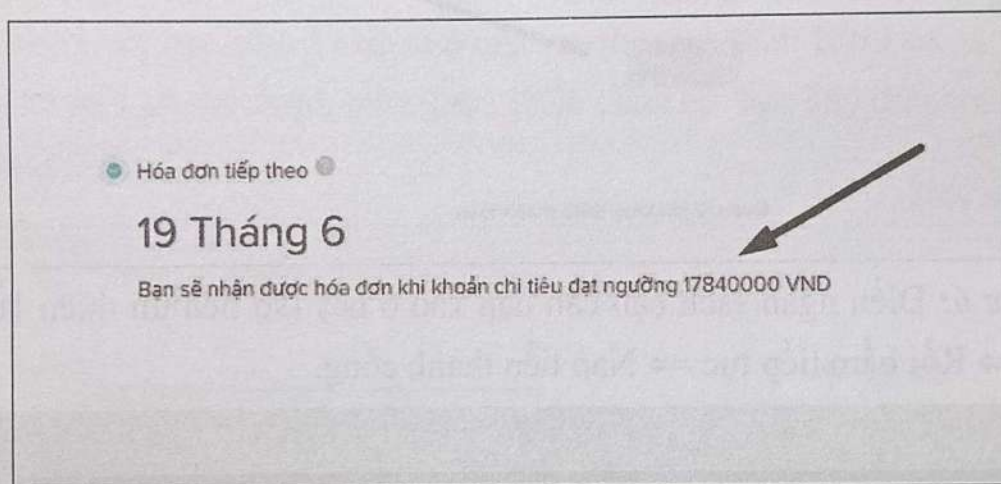 Hóa đơn tiếp theo
19 Tháng 6
Bạn sẽ nhận được hóa đơn khi khoản chi tiêu đạt ngưỡng 17840000 VND